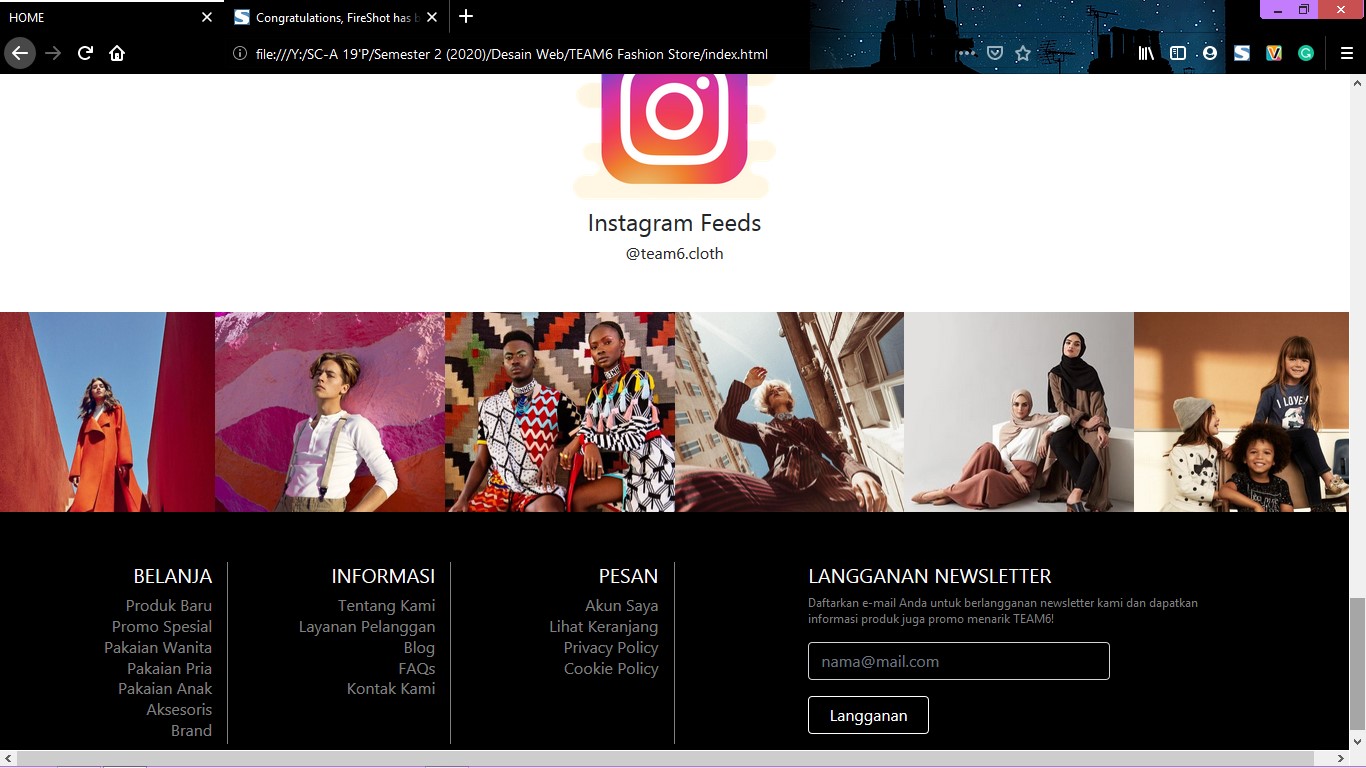 HOME
Congratulations, FireShot has b
file:///Y:/SC-A 19'P/Semester 2 (2020)/Desain Web/TEAM6 Fashion Store/index.html
Instagram Feeds
@team6.cloth
I LOVE
BELANJA
Produk Baru
Promo Spesial
Pakaian Wanita
Pakaian Pria
Pakaian Anak
Aksesoris
Brand
INFORMASI
Tentang Kami
Layanan Pelanggan
Blog
FAQs
Kontak Kami
PESAN
Akun Saya
Lihat Keranjang
Privacy Policy
Cookie Policy
LANGGANAN NEWSLETTER
Daftarkan e-mail Anda untuk berlangganan newsletter kami dan dapatkan
informasi produk juga promo menarik TEAM6!
nama@mail.com
Langganan